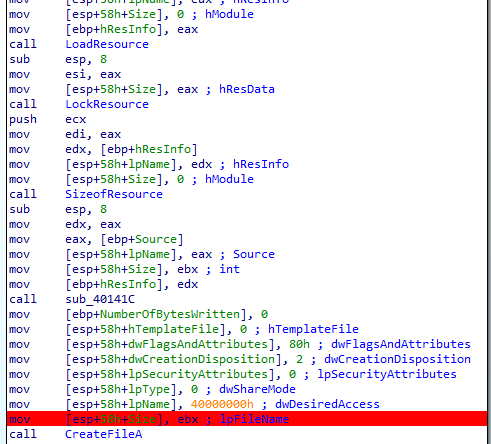 mov [esp+58h+lpName], eax ; hResInfo
mov [esp+58h+Size], 0 ; hModule
mov [ebp+hResInfo], eax
call LoadResource
sub esp, 8
mov esi, eax
mov [esp+58h+Size], eax ; hResData
call LockResource
push ecx
mov edi, eax
mov edx, [ebp+hResInfo]
mov [esp+58h+lpName], edx ; hResInfo
mov [esp+58h+Size], 0 ; hModule
call SizeofResource
sub esp, 8
mov edx, eax
mov eax, [ebp+Source]
mov [esp+58h+lpName], eax ; Source
mov [esp+58h+Size], ebx ; int
mov [ebp+hResInfo], edx
call sub_40141C
mov [ebp+NumberOfBytesWritten], 0
mov [esp+58h+hTemplateFile], 0 ; hTemplateFile
mov [esp+58h+dwFlagsAndAttributes], 80h ; dwFlagsAndAttributes
mov [esp+58h+dwCreationDisposition], 2 ; dwCreationDisposition
mov [esp+58h+lpSecurityAttributes], 0 ; lpSecurityAttributes
mov [esp+58h+lpType], 0 ; dwShareMode
mov [esp+58h+lpName], 40000000h ; dwDesiredAccess
mov [esp+58h+Size], ebx ; lpFileName
call CreateFileA